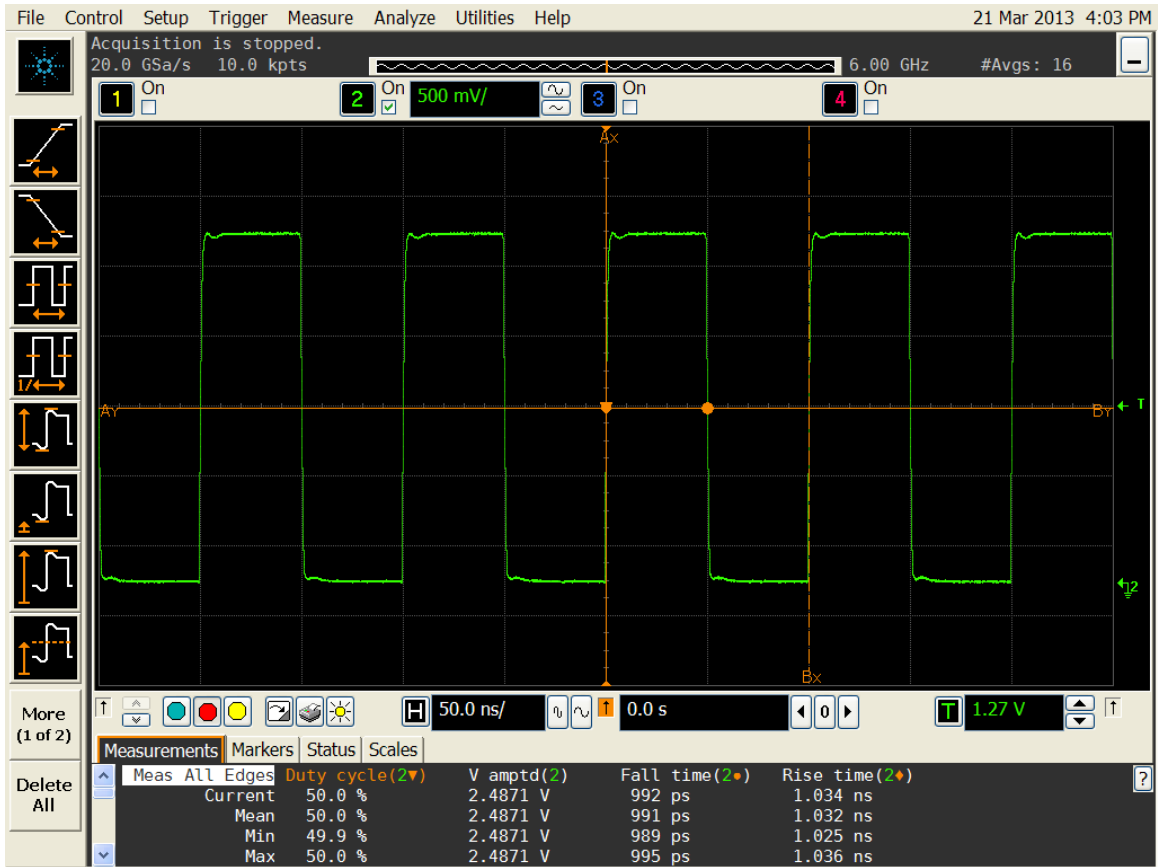 File Control Setup Trigger Measure Analyze Utilities Help 21 Mar 2013 4:03 PM
Acquisition is stopped.
20.0 GSa/s 10.0 kpts 6.00 GHz #Avgs: 16
1 On 2 On 500 mV/ 3 On 4 On
Ax
1/
AY BY T
2
Bx
More
(1 of 2)
Delete
All
H 50.0 ns/ 0.0 s 0 T 1.27 V
Measurements Markers Status Scales
Meas All Edges Duty cycle(2▼) V amptd(2) Fall time(2●) Rise time(2♦) ?
Current 50.0 % 2.4871 V 992 ps 1.034 ns
Mean 50.0 % 2.4871 V 991 ps 1.032 ns
Min 49.9 % 2.4871 V 989 ps 1.025 ns
Max 50.0 % 2.4871 V 995 ps 1.036 ns